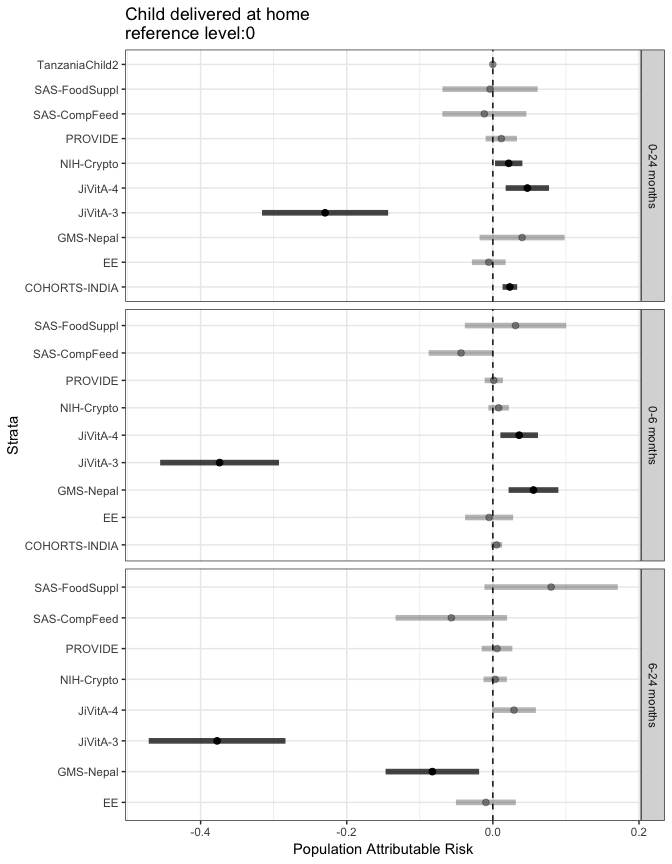 Child delivered at home
reference level:0
TanzaniaChild2
SAS-FoodSuppl
SAS-CompFeed
PROVIDE
NIH-Crypto
JiVitA-4
JiVitA-3
GMS-Nepal
EE
COHORTS-INDIA
0-24 months
SAS-FoodSuppl
SAS-CompFeed
PROVIDE
NIH-Crypto
JiVitA-4
JiVitA-3
GMS-Nepal
EE
COHORTS-INDIA
0-6 months
SAS-FoodSuppl
SAS-CompFeed
PROVIDE
NIH-Crypto
JiVitA-4
JiVitA-3
GMS-Nepal
EE
6-24 months
Strata
-0.4 -0.2 0.0 0.2
Population Attributable Risk